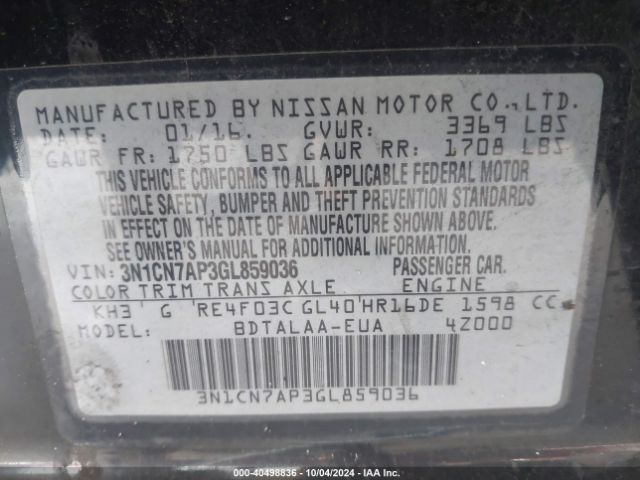 MANUFACTURED BY NISSAN MOTOR CO., LTD.
DATE: 01/16. GVWR: 3369 LBS
GAWR FR: 1750 LBS GAWR RR: 1708 LBS
THIS VEHICLE CONFORMS TO ALL APPLICABLE FEDERAL MOTOR
VEHICLE SAFETY, BUMPER AND THEFT PREVENTION STANDARDS
IN EFFECT ON THE DATE OF MANUFACTURE SHOWN ABOVE.
SEE OWNER'S MANUAL FOR ADDITIONAL INFORMATION.
VIN: 3N1CN7AP3GL859036 PASSENGER CAR.
COLOR TRIM TRANS AXLE ENGINE
KH3 G RE4F03C GL40 HR16DE 1598 CC
MODEL: BDTALAA-EUA 4Z000
3N1CN7AP3GL859036
000-40498836 - 10/04/2024 - IAA Inc.